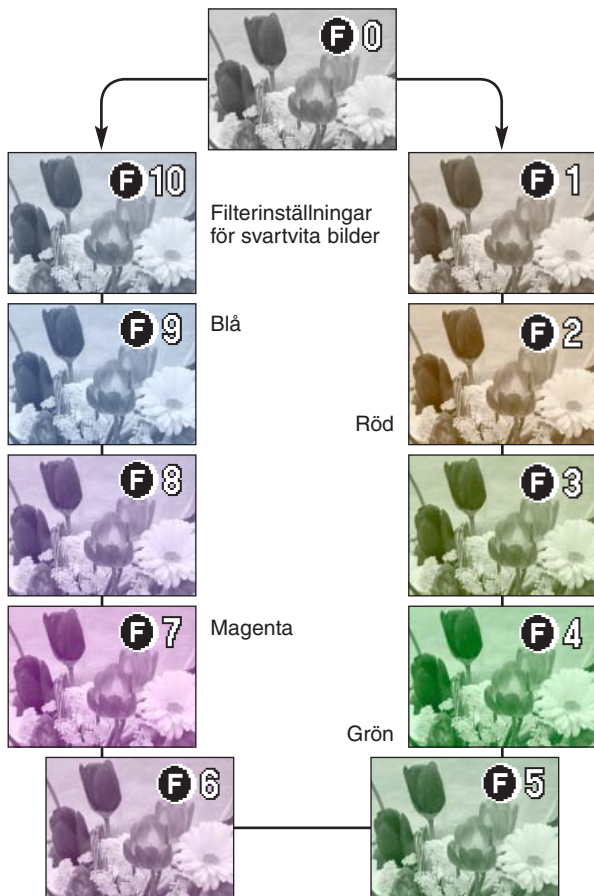 F 0
F 10
F 1
Filterinställningar
för svartvita bilder
F 9
Blå
F 2
Röd
F 8
F 3
F 7
Magenta
F 4
Grön
F 6
F 5